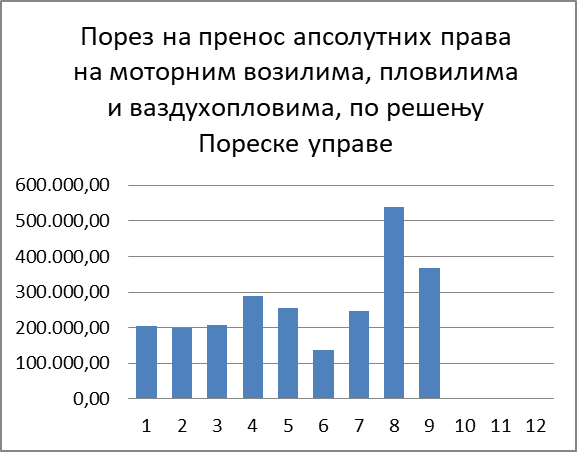 Порез на пренос апсолутних права
на моторним возилима, пловилима
и ваздухопловима, по решењу
Пореске управе
600.000,00
500.000,00
400.000,00
300.000,00
200.000,00
100.000,00
0,00
1 2 3 4 5 6 7 8 9 10 11 12